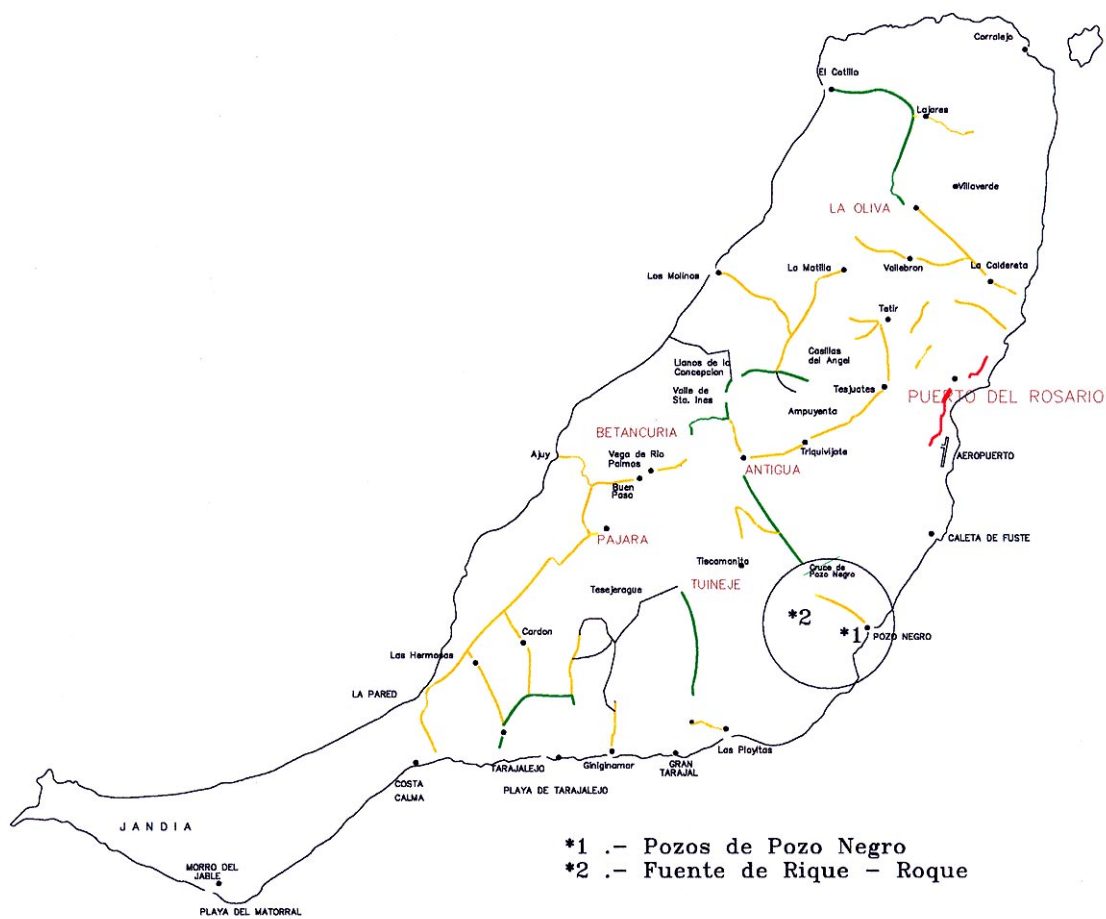 Corralejo
El Cotillo
Lajares
Villaverde
LA OLIVA
Los Molinos
La Matilla
Vallebron
La Caldereta
Tetir
Llanos de la
Concepcion
Casillas
del Angel
Valle de
Sta. Ines
Tesjuates
PUERTO DEL ROSARIO
Ampuyenta
BETANCURIA
Ajuy
Vega de Rio
Palmas
ANTIGUA
Triquivijate
AEROPUERTO
Buen
Paso
PAJARA
CALETA DE FUSTE
Tiscamanita
Cruce de
Pozo Negro
Tesejerague
TUINEJE
*2
*1
POZO NEGRO
Cardon
Las Hermosas
LA PARED
Las Playitas
TARAJALEJO
Giniginamar
GRAN
TARAJAL
COSTA
CALMA
PLAYA DE TARAJALEJO
JANDIA
MORRO DEL
JABLE
PLAYA DEL MATORRAL
*1 .- Pozos de Pozo Negro
*2 .- Fuente de Rique - Roque